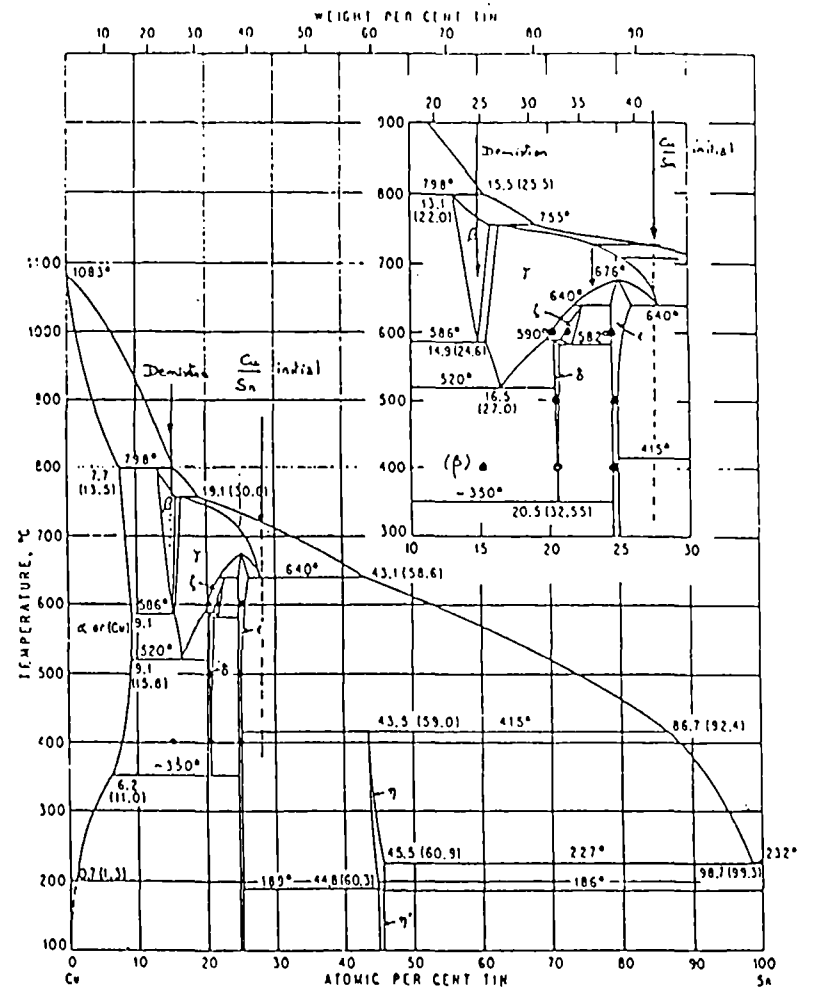 WEIGHT PER CENT TIN
10 20 30 40 50 60 70 80 90
20 25 30 35 40
900
Demixtion
Cu/Sn initial
800
798°
15.5 (25.5)
13.1
(22.0)
755°
β
700
γ
676°
640°
ζ
640°
600
590°
582°
ε
586°
14.9 (24.6)
520°
δ
500
16.5
(27.0)
415°
400
(β)
~350°
20.5 (32,55)
300
10 15 20 25 30
1100
1083°
1000
Demixtion
Cu/Sn initial
900
800
798°
7.7
(13.5)
19.1 (30.0)
β
700
γ
ζ
640°
43.1 (58.6)
600
586°
ε
α or (Cu)
9.1
520°
500
9.1
(15.8)
δ
43,5 (59.0) 415°
86.7 (92.4)
400
~350°
6.2
(11.0)
300
η
45,5 (60,9) 227°
232°
0.7 (1.3)
98.7 (99.3)
200
189° 44,8 (60.3)
186°
η'
100
0 10 20 30 40 50 60 70 80 90 100
Cu ATOMIC PER CENT TIN Sn
TEMPERATURE, °C